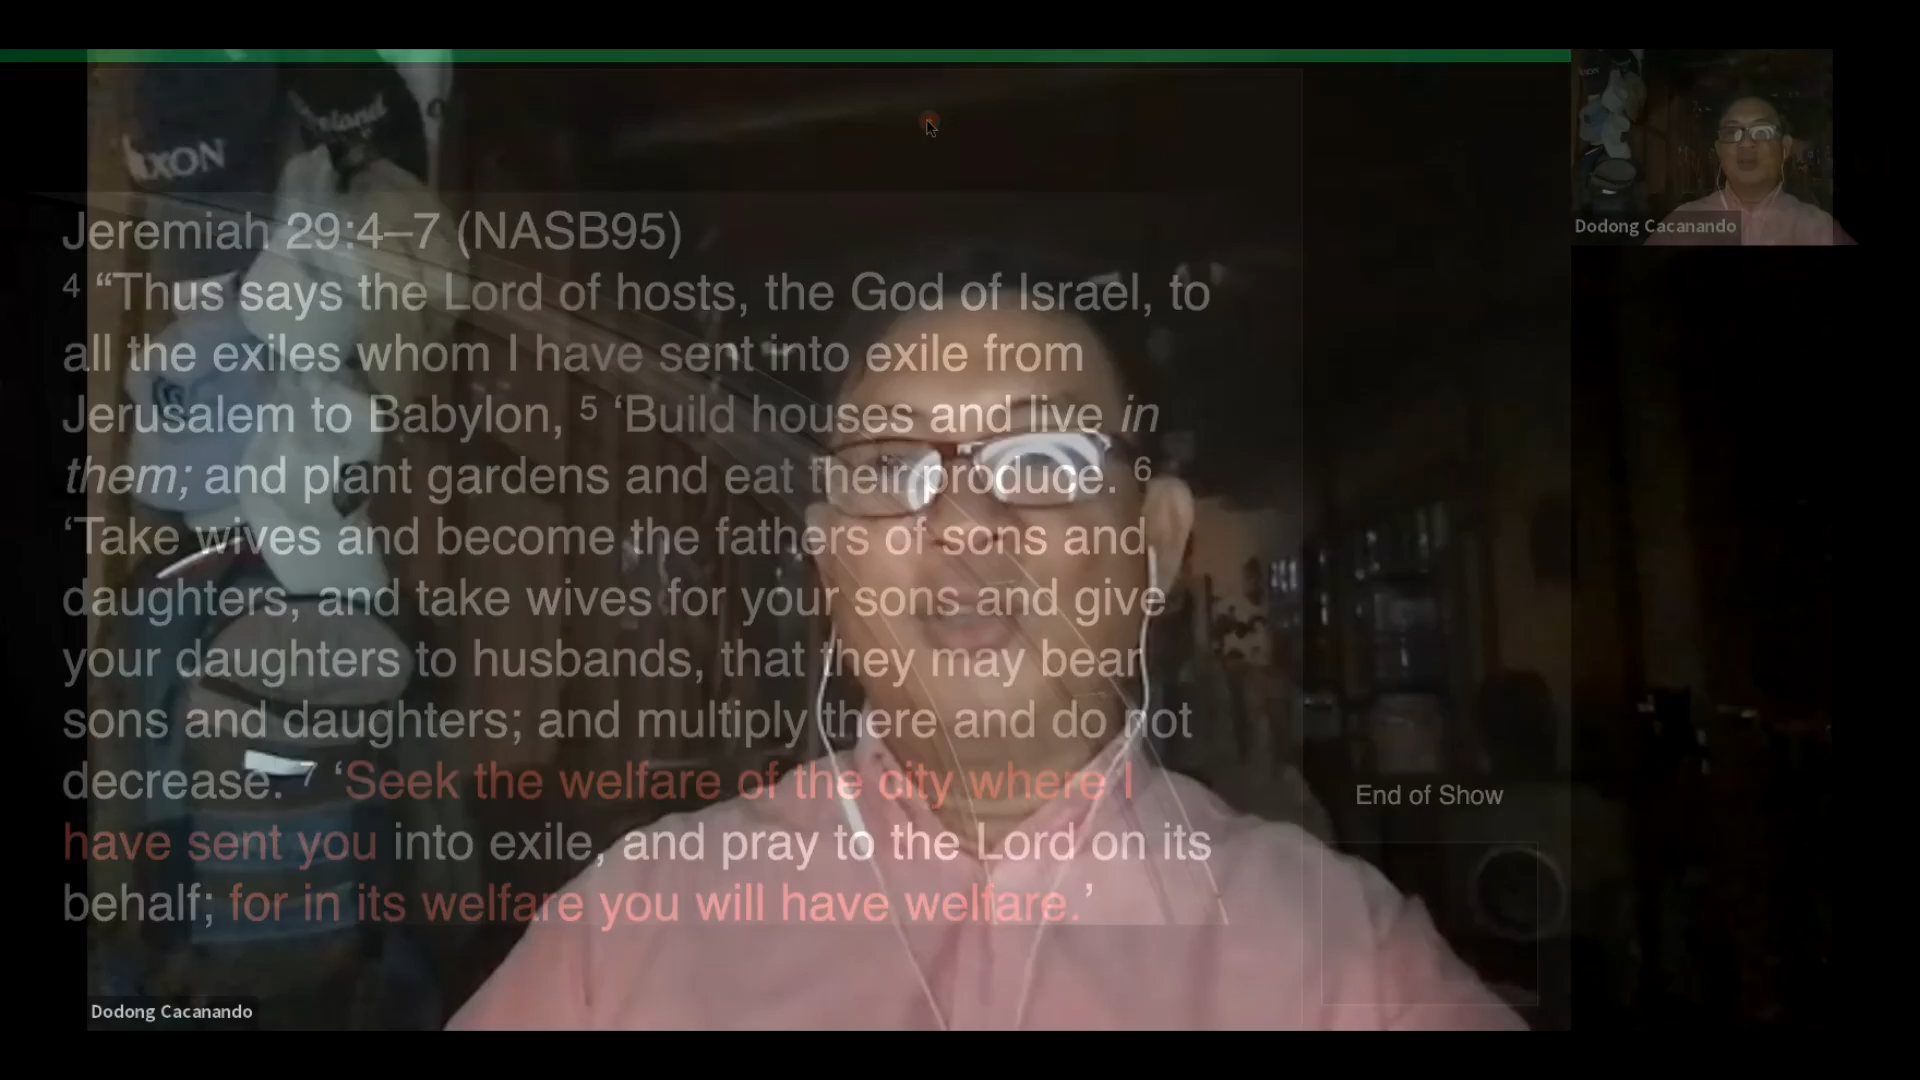 Jeremiah 29:4–7 (NASB95)
4 “Thus says the Lord of hosts, the God of Israel, to
all the exiles whom I have sent into exile from
Jerusalem to Babylon, 5 ‘Build houses and live in
them; and plant gardens and eat their produce. 6
‘Take wives and become the fathers of sons and
daughters, and take wives for your sons and give
your daughters to husbands, that they may bear
sons and daughters; and multiply there and do not
decrease. 7 ‘Seek the welfare of the city where I
have sent you into exile, and pray to the Lord on its
behalf; for in its welfare you will have welfare.’
End of Show
Dodong Cacanando
Dodong Cacanando